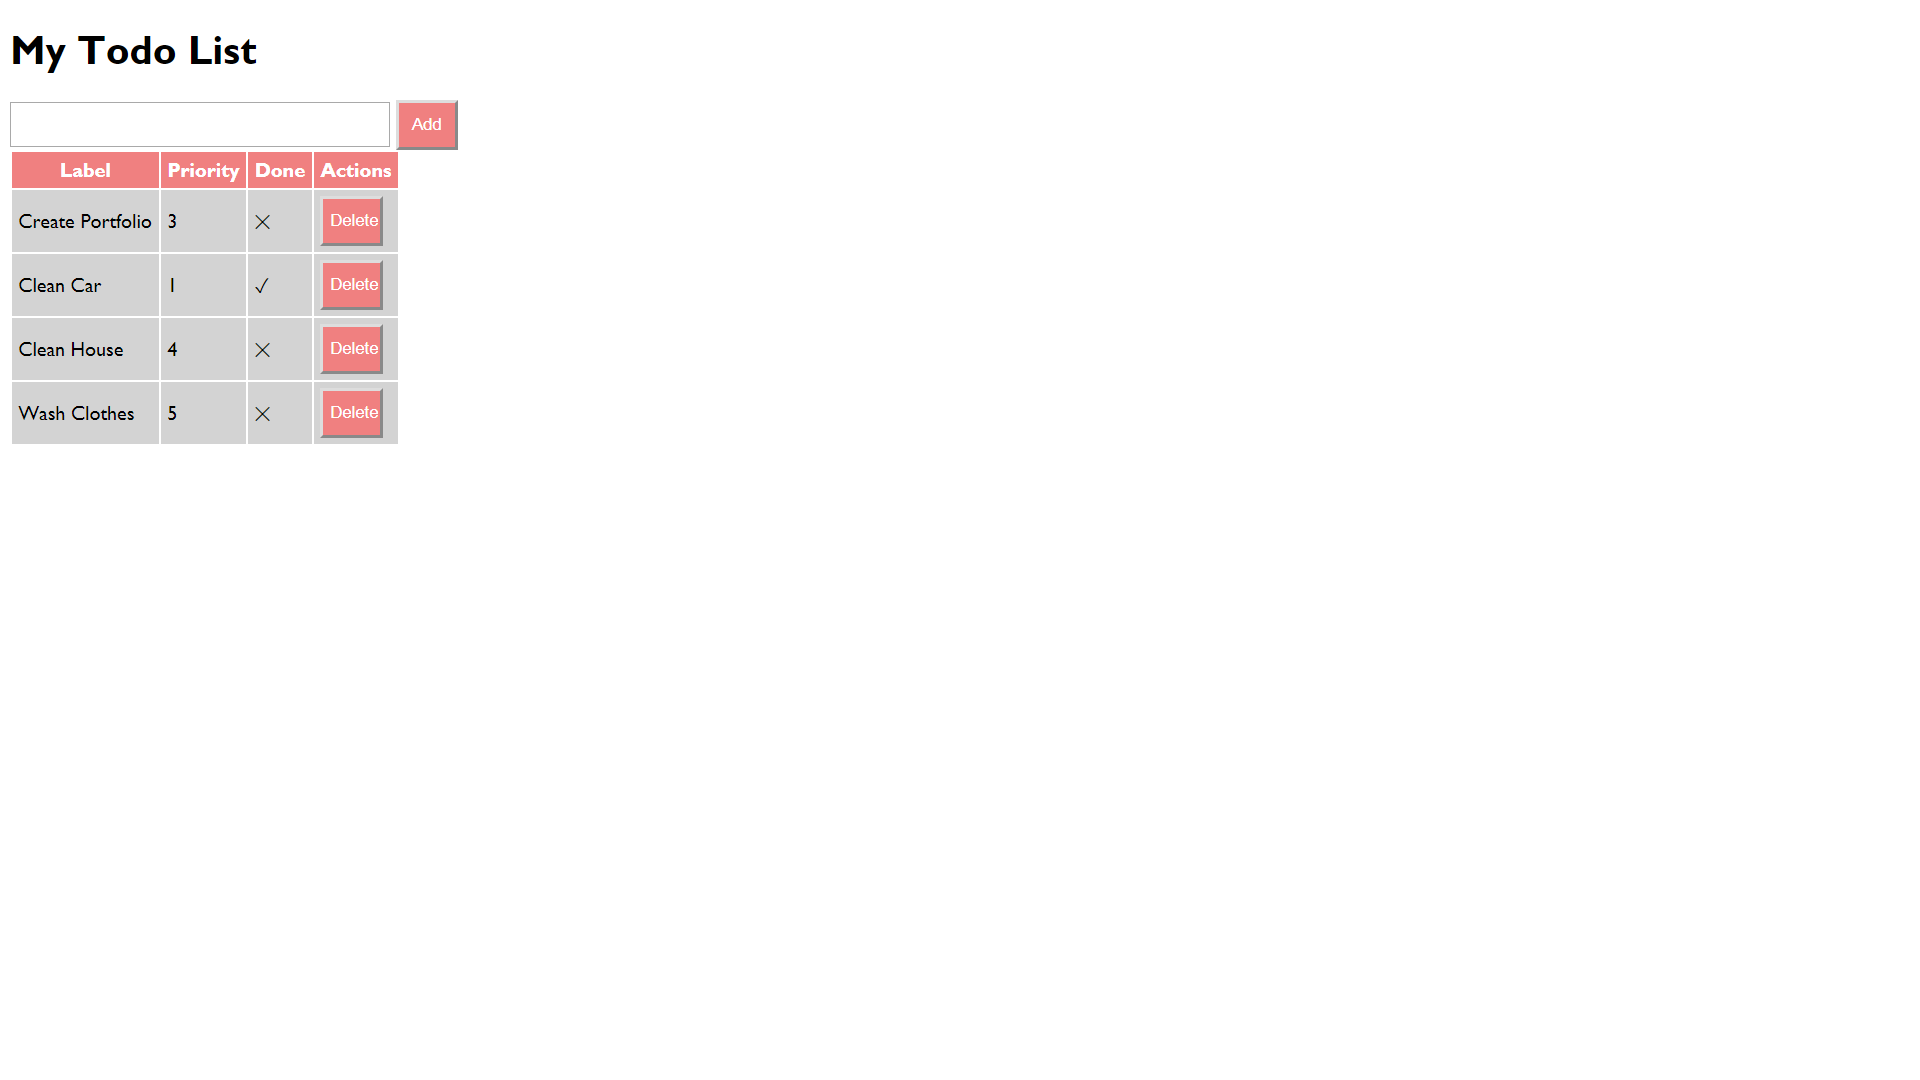 My Todo List
Add
Label Priority Done Actions
Create Portfolio 3 ✕ Delete
Clean Car 1 ✓ Delete
Clean House 4 ✕ Delete
Wash Clothes 5 ✕ Delete